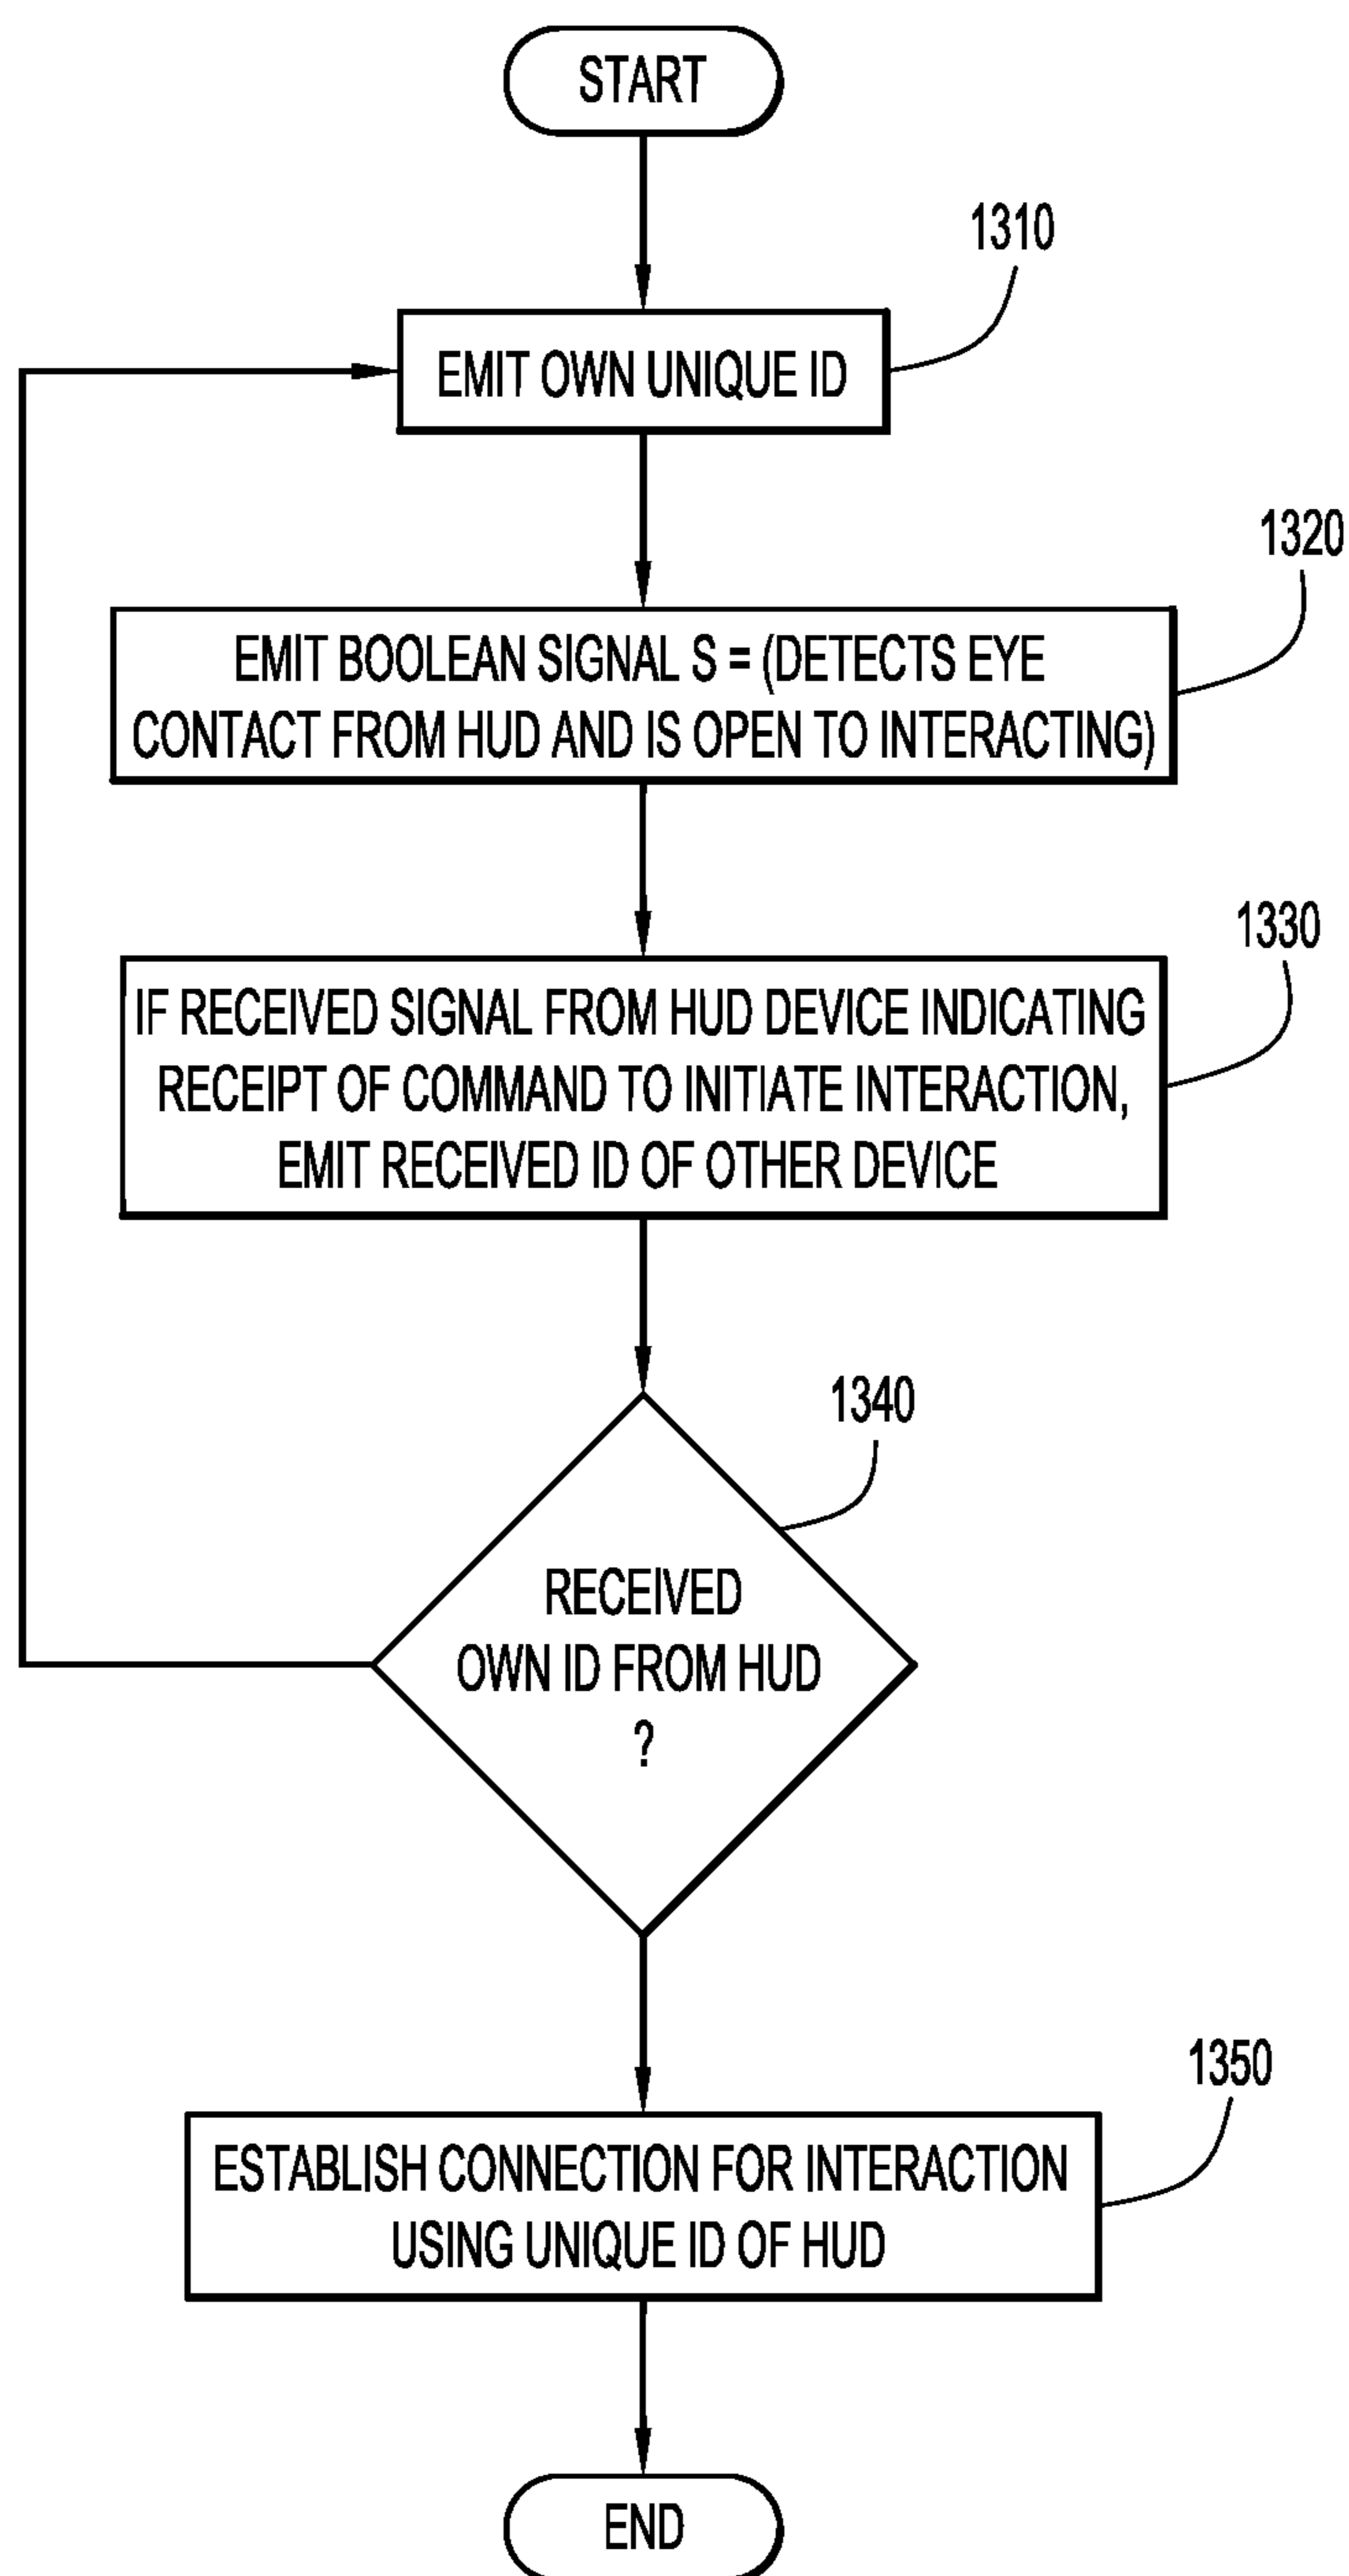 START
1310
EMIT OWN UNIQUE ID
1320
EMIT BOOLEAN SIGNAL S = (DETECTS EYE
CONTACT FROM HUD AND IS OPEN TO INTERACTING)
1330
IF RECEIVED SIGNAL FROM HUD DEVICE INDICATING
RECEIPT OF COMMAND TO INITIATE INTERACTION,
EMIT RECEIVED ID OF OTHER DEVICE
1340
RECEIVED
OWN ID FROM HUD
?
1350
ESTABLISH CONNECTION FOR INTERACTION
USING UNIQUE ID OF HUD
END